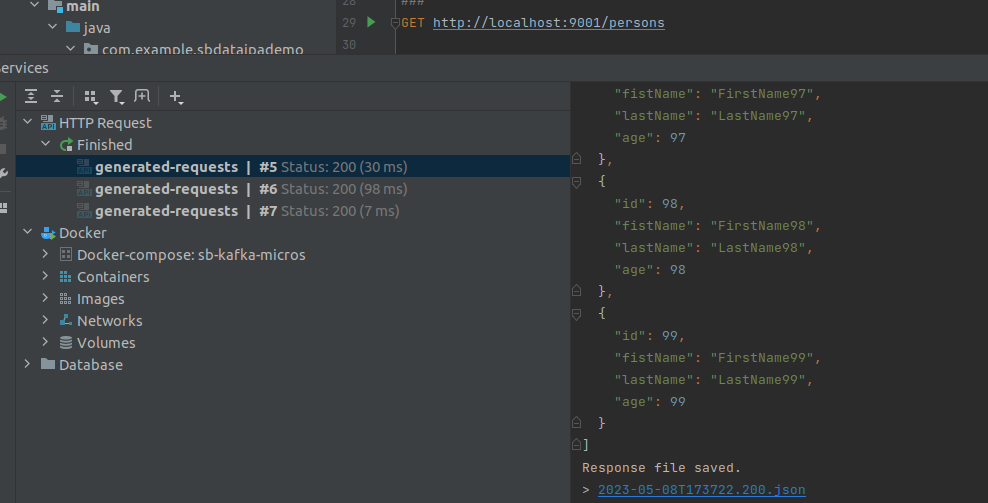 main
java
com.example.sbdatajpademo
28
###
29
GET http://localhost:9001/persons
30
ervices
HTTP Request
Finished
generated-requests | #5 Status: 200 (30 ms)
generated-requests | #6 Status: 200 (98 ms)
generated-requests | #7 Status: 200 (7 ms)
Docker
Docker-compose: sb-kafka-micros
Containers
Images
Networks
Volumes
Database
"fistName": "FirstName97",
"lastName": "LastName97",
"age": 97
},
{
"id": 98,
"fistName": "FirstName98",
"lastName": "LastName98",
"age": 98
},
{
"id": 99,
"fistName": "FirstName99",
"lastName": "LastName99",
"age": 99
}
]
Response file saved.
> 2023-05-08T173722.200.json